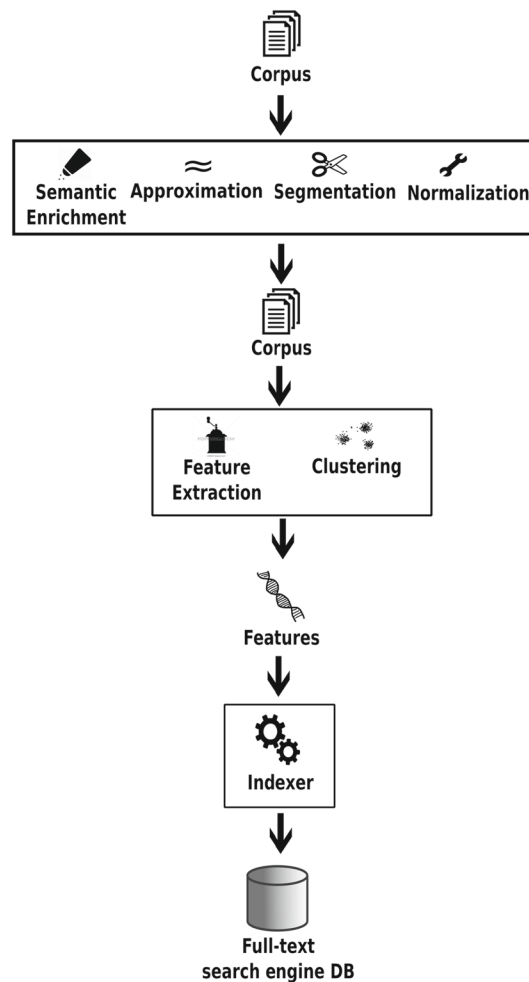 Corpus
Semantic
Enrichment
Approximation
Segmentation
Normalization
Corpus
Feature
Extraction
Clustering
Features
Indexer
Full-text
search engine DB